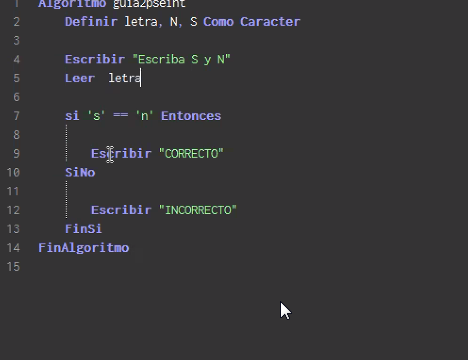 1 Algoritmo guia2pseint
2 Definir letra, N, S Como Caracter
3
4 Escribir "Escriba S y N"
5 Leer letra
6
7 si 's' == 'n' Entonces
8
9 Escribir "CORRECTO"
10 SiNo
11
12 Escribir "INCORRECTO"
13 FinSi
14 FinAlgoritmo
15